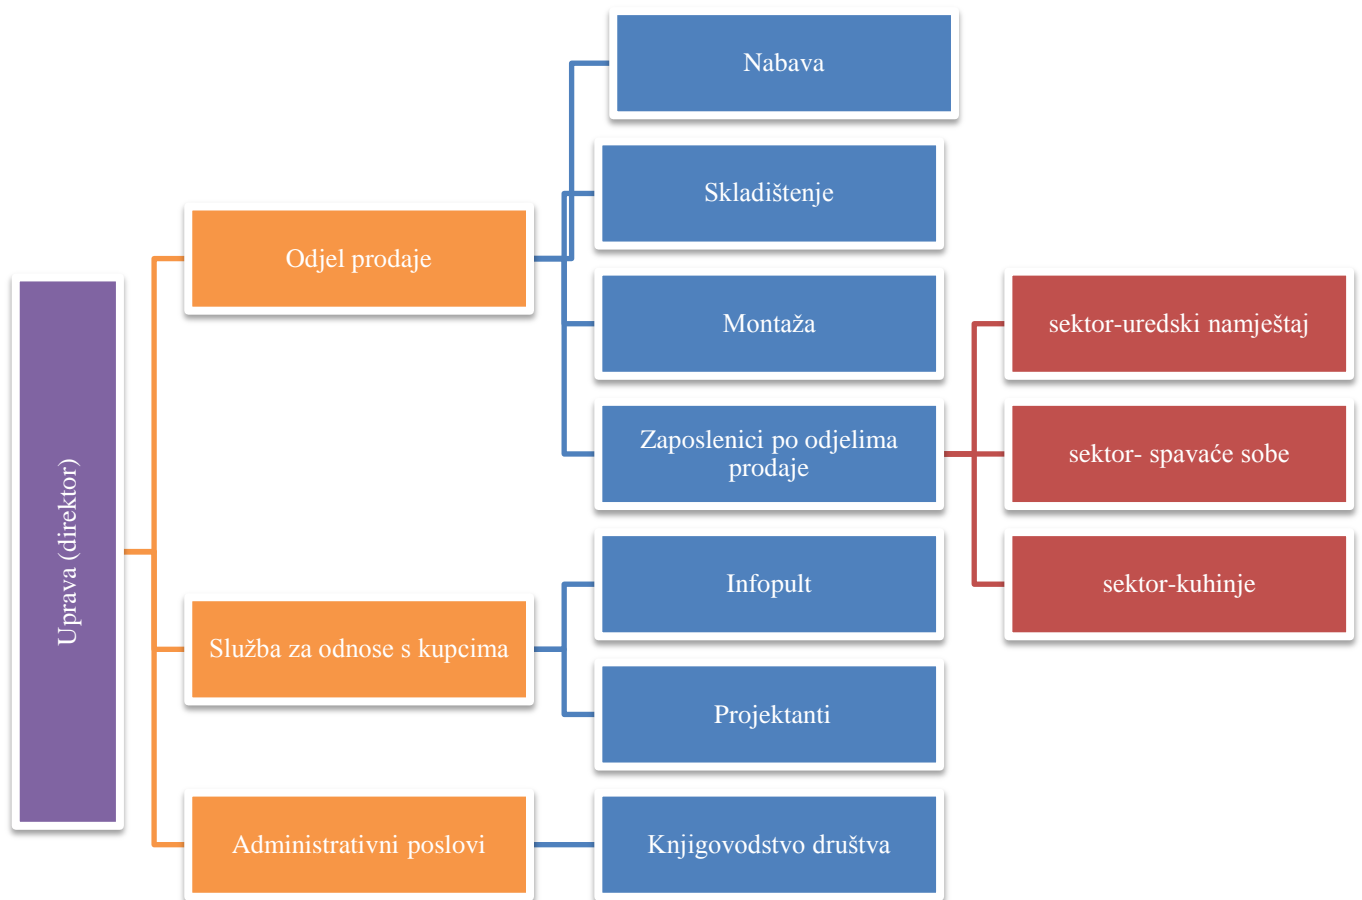 Uprava (direktor)
Odjel prodaje
Nabava
Skladištenje
Montaža
Zaposlenici po odjelima
prodaje
sektor-uredski namještaj
sektor- spavaće sobe
sektor-kuhinje
Služba za odnose s kupcima
Infopult
Projektanti
Administrativni poslovi
Knjigovodstvo društva